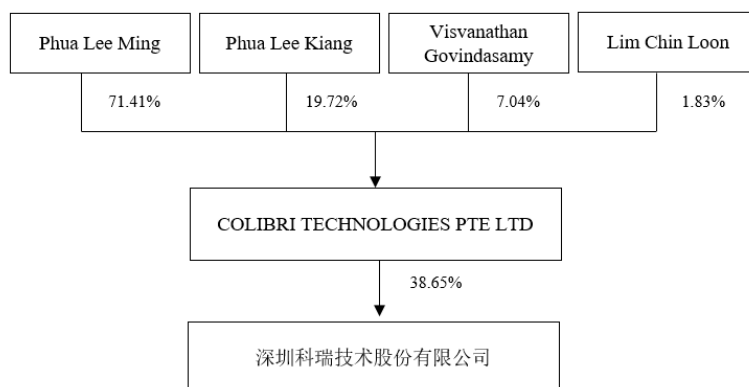 Phua Lee Ming
Phua Lee Kiang
Visvanathan
Govindasamy
Lim Chin Loon
71.41%
19.72%
7.04%
1.83%
COLIBRI TECHNOLOGIES PTE LTD
38.65%
深圳科瑞技术股份有限公司